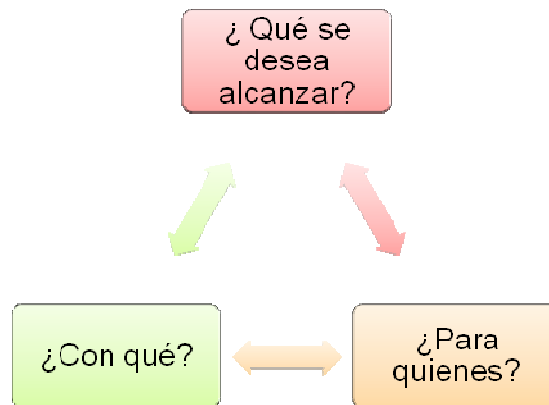 ¿ Qué se
desea
alcanzar?
¿Con qué?
¿Para
quienes?